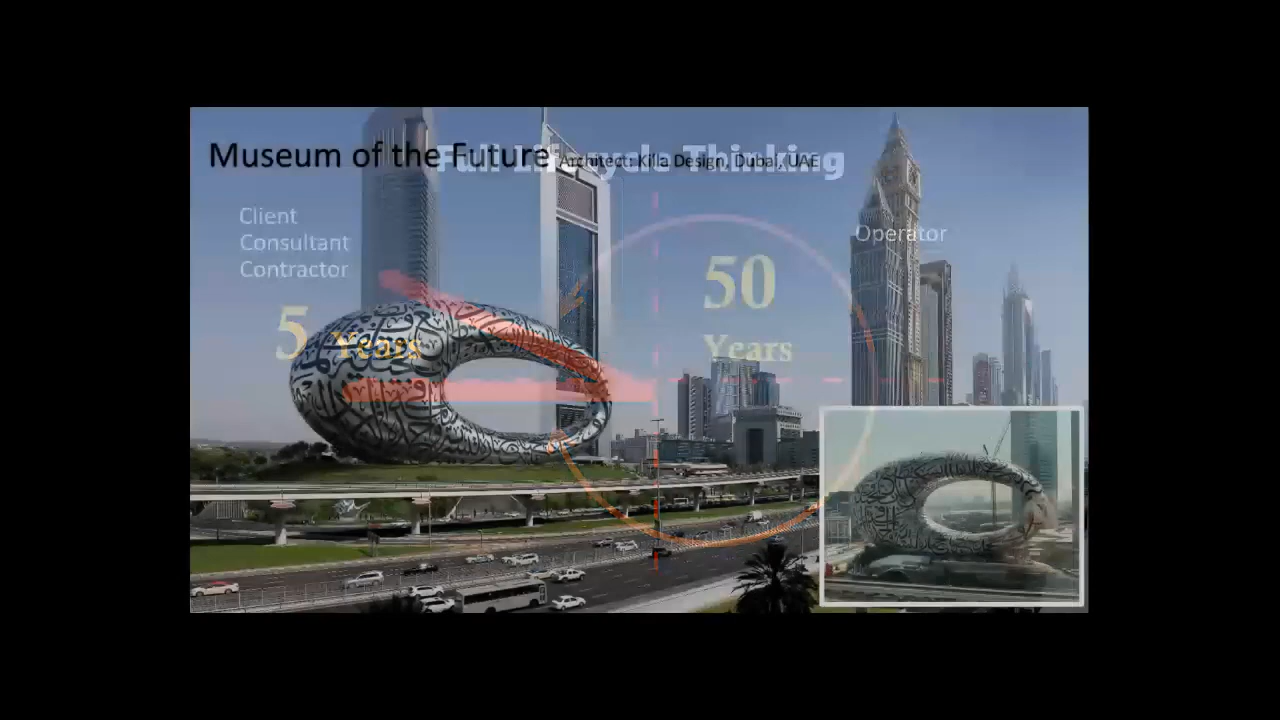 Museum of the Future Architect: Killa Design, Dubai, UAE
Full Lifecycle Thinking
Client
Consultant
Contractor
Operator
5 Years
50
Years